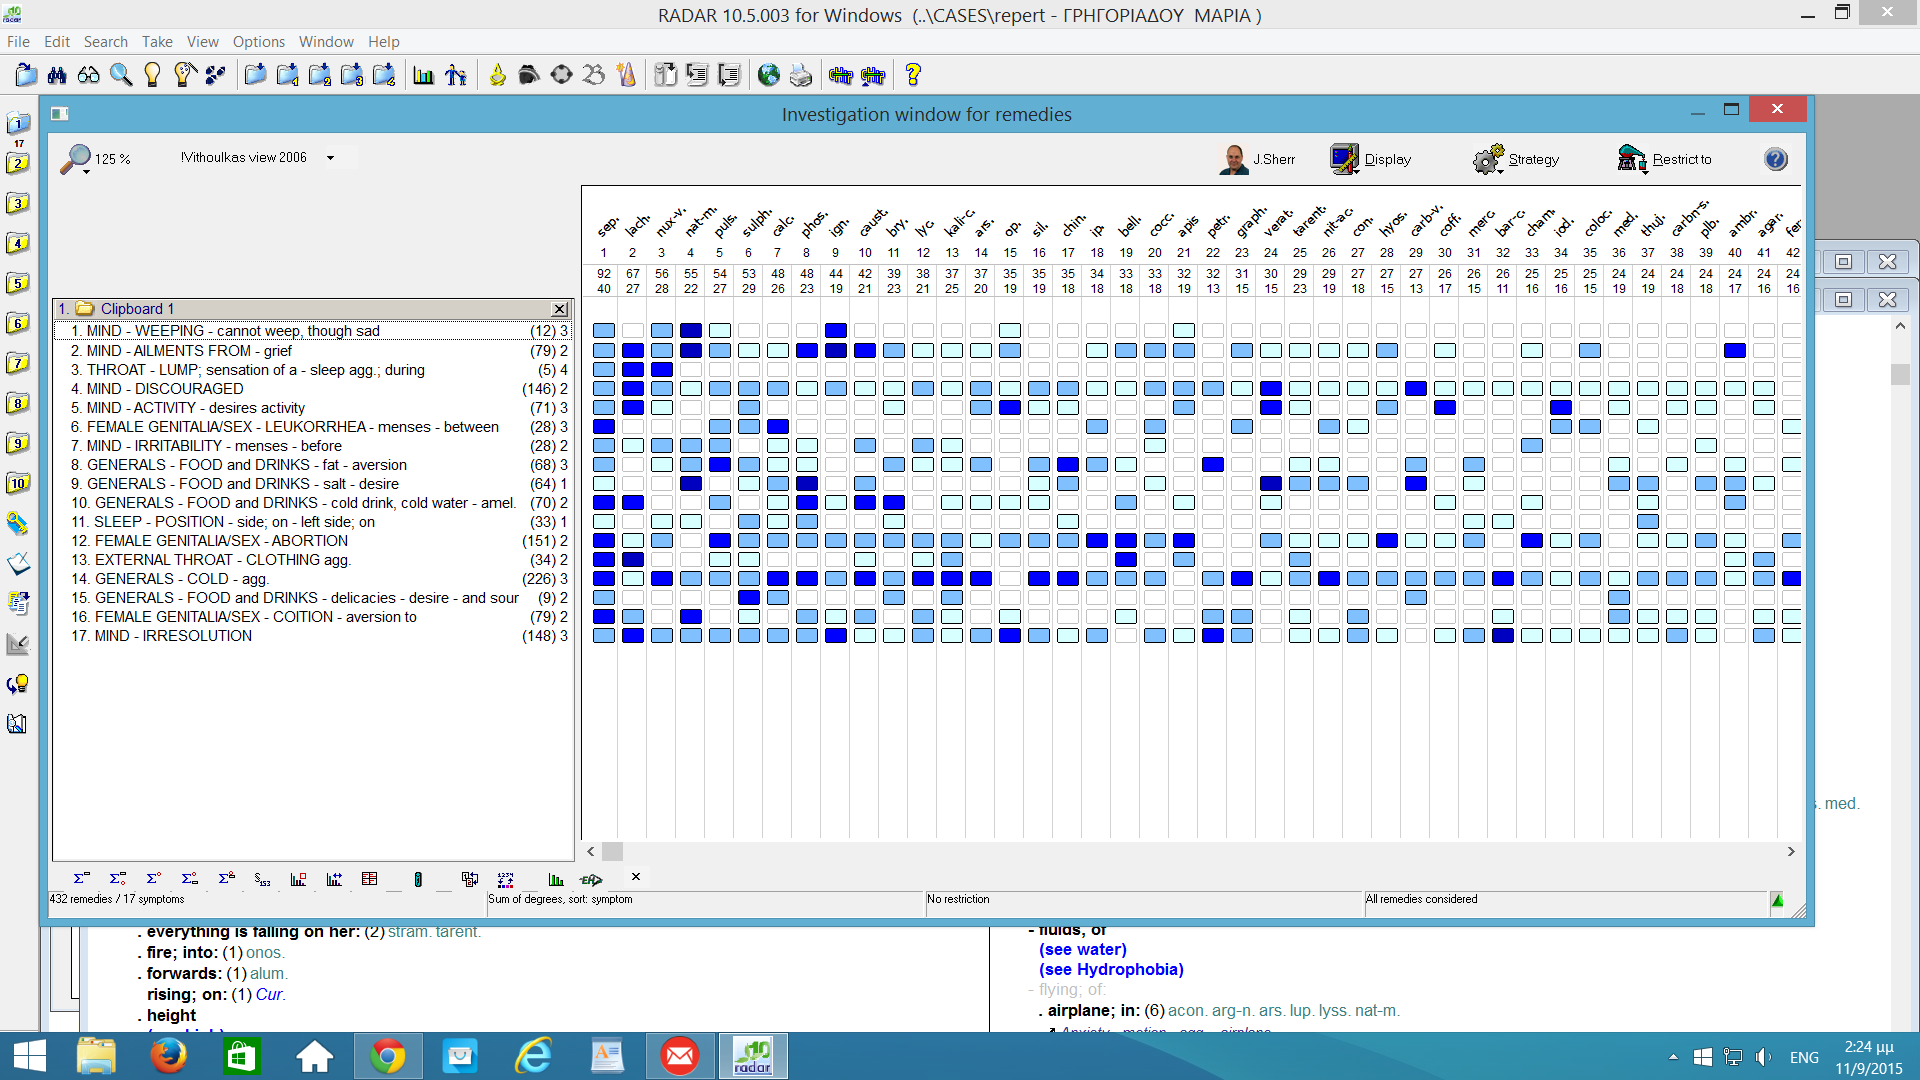 RADAR 10.5.003 for Windows (..\CASES\repert - ΓΡΗΓΟΡΙΑΔΟΥ ΜΑΡΙΑ )
File Edit Search Take View Options Window Help
Investigation window for remedies
125 %
!Vithoulkas view 2006
J.Sherr
Display
Strategy
Restrict to
sep. lach. nux-v. nat-m. puls. sulph. calc. phos. ign. caust. bry. lyc. kali-c. ars. op. sil. chin. ip. bell. cocc. apis petr. graph. verat. tarent. nit-ac. con. hyos. carb-v. coff. merc. bar-c. cham. iod. coloc. med. thuj. carbn-s. plb. ambr. agar.
1 2 3 4 5 6 7 8 9 10 11 12 13 14 15 16 17 18 19 20 21 22 23 24 25 26 27 28 29 30 31 32 33 34 35 36 37 38 39 40 41 42
92 67 56 55 54 53 48 48 44 42 39 38 37 37 35 35 35 34 33 33 32 32 31 30 29 29 27 27 27 26 26 26 25 25 25 24 24 24 24 24 24 24
40 27 28 22 27 29 26 23 19 21 23 21 25 20 19 19 18 18 18 18 19 13 15 15 23 19 18 15 13 17 15 11 16 16 15 19 19 18 18 17 16 16
1. Clipboard 1
1. MIND - WEEPING - cannot weep, though sad (12) 3
2. MIND - AILMENTS FROM - grief (79) 2
3. THROAT - LUMP; sensation of a - sleep agg.; during (5) 4
4. MIND - DISCOURAGED (146) 2
5. MIND - ACTIVITY - desires activity (71) 3
6. FEMALE GENITALIA/SEX - LEUKORRHEA - menses - between (28) 3
7. MIND - IRRITABILITY - menses - before (28) 2
8. GENERALS - FOOD and DRINKS - fat - aversion (68) 3
9. GENERALS - FOOD and DRINKS - salt - desire (64) 1
10. GENERALS - FOOD and DRINKS - cold drink, cold water - amel. (70) 2
11. SLEEP - POSITION - side; on - left side; on (33) 1
12. FEMALE GENITALIA/SEX - ABORTION (151) 2
13. EXTERNAL THROAT - CLOTHING agg. (34) 2
14. GENERALS - COLD - agg. (226) 3
15. GENERALS - FOOD and DRINKS - delicacies - desire - and sour (9) 2
16. FEMALE GENITALIA/SEX - COITION - aversion to (79) 2
17. MIND - IRRESOLUTION (148) 3
432 remedies / 17 symptoms
Sum of degrees, sort: symptom
No restriction
All remedies considered
1
17
2
3
4
5
6
7
8
9
10
med.
. everything is falling on her: (2) stram. tarent.
. fire; into: (1) onos.
. forwards: (1) alum.
rising; on: (1) Cur.
. height
- fluids, of
(see water)
(see Hydrophobia)
- flying; of:
. airplane; in: (6) acon. arg-n. ars. lup. lyss. nat-m.
radar
ENG
2:24 μμ
11/9/2015